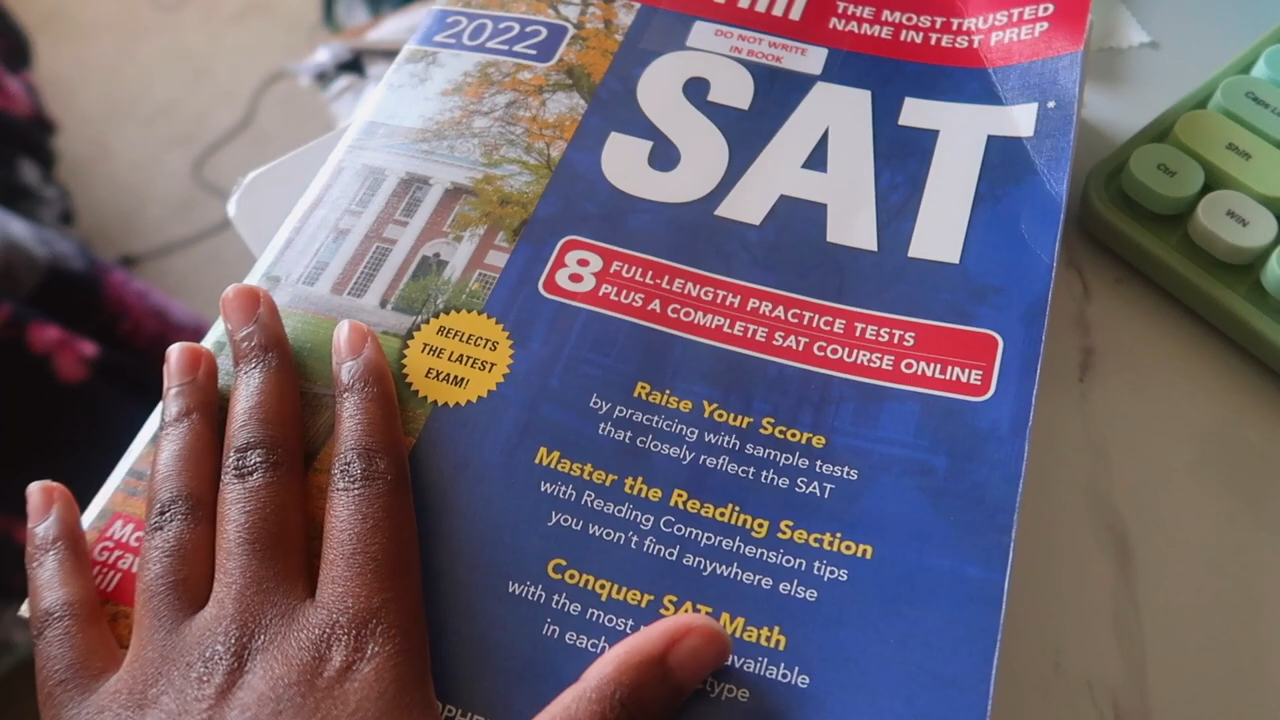 2022
THE MOST TRUSTED
NAME IN TEST PREP
DO NOT WRITE
IN BOOK
SAT*
8 FULL-LENGTH PRACTICE TESTS
PLUS A COMPLETE SAT COURSE ONLINE
REFLECTS
THE LATEST
EXAM!
Raise Your Score
by practicing with sample tests
that closely reflect the SAT
Master the Reading Section
with Reading Comprehension tips
you won't find anywhere else
Conquer SAT Math
with the most available
in each type
Mc
Gra
Hill
Caps L
Shift
Ctrl
WIN